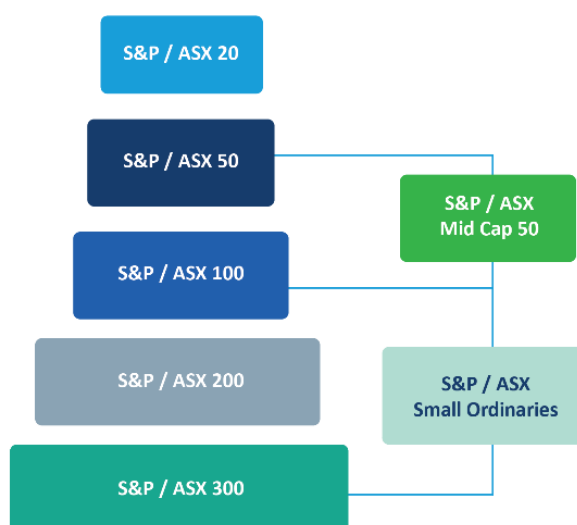 S&P / ASX 20
S&P / ASX 50
S&P / ASX
Mid Cap 50
S&P / ASX 100
S&P / ASX 200
S&P / ASX
Small Ordinaries
S&P / ASX 300